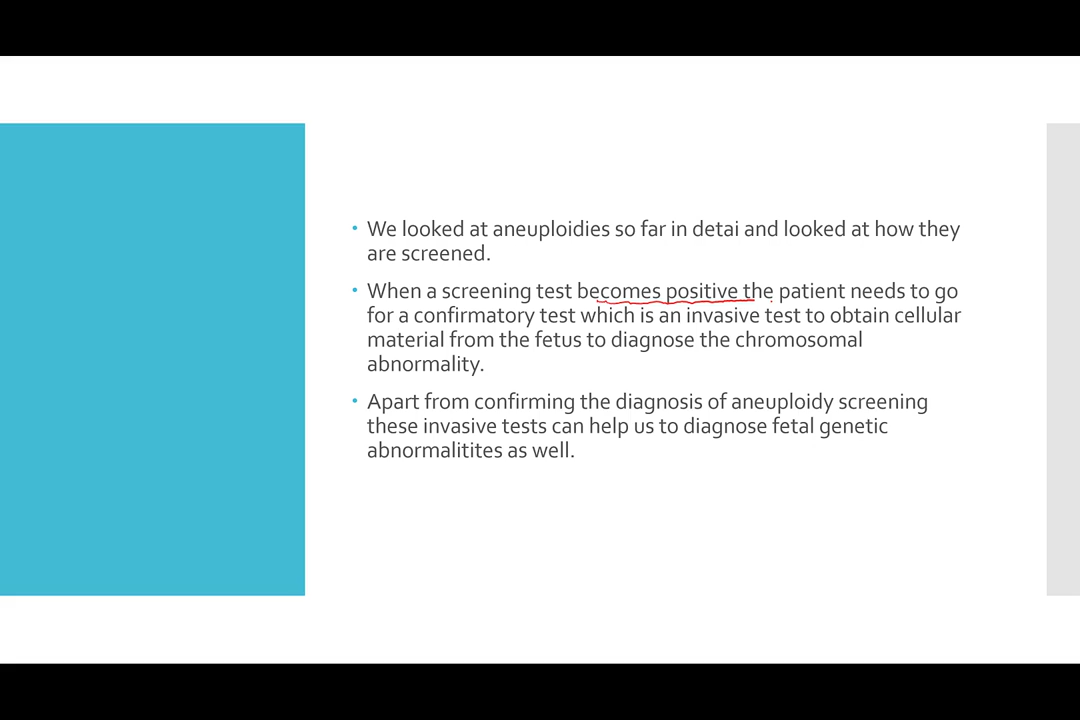 • We looked at aneuploidies so far in detai and looked at how they
are screened.
• When a screening test becomes positive the patient needs to go
for a confirmatory test which is an invasive test to obtain cellular
material from the fetus to diagnose the chromosomal
abnormality.
• Apart from confirming the diagnosis of aneuploidy screening
these invasive tests can help us to diagnose fetal genetic
abnormalitites as well.